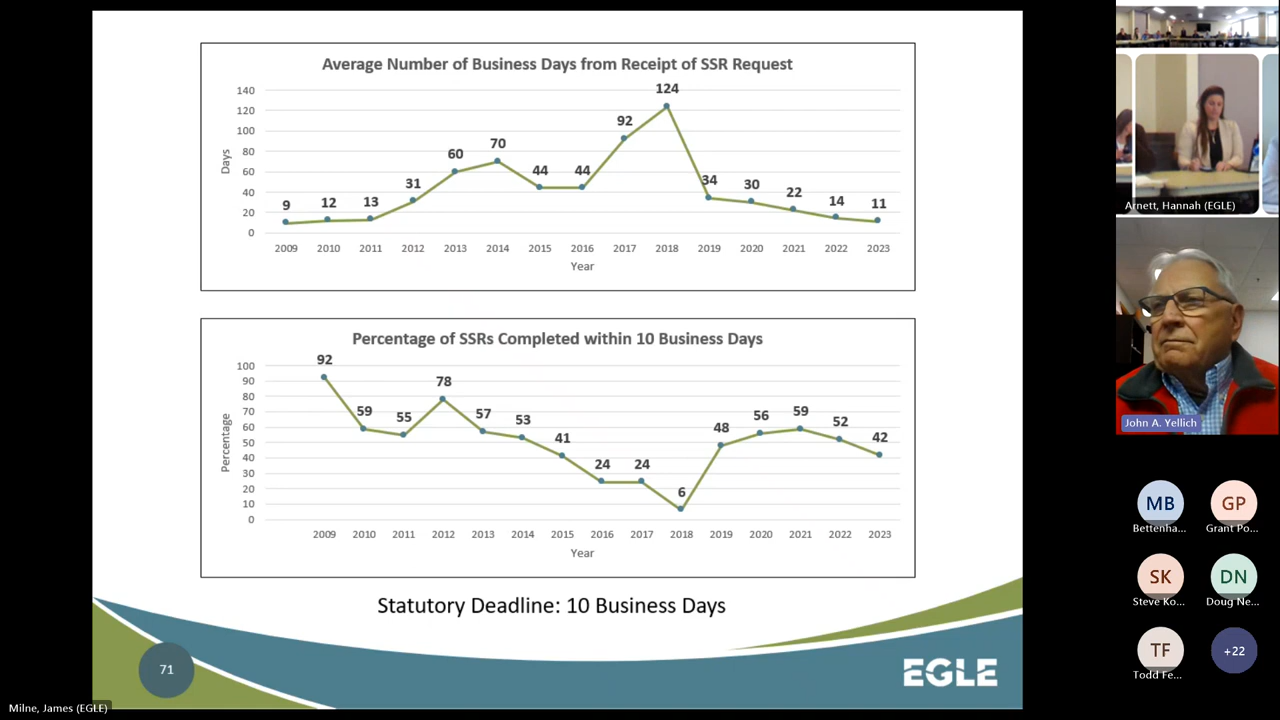 Average Number of Business Days from Receipt of SSR Request
140
120
100
80
60
40
20
0
Days
9
12
13
31
60
70
44
44
92
124
34
30
22
14
11
2009 2010 2011 2012 2013 2014 2015 2016 2017 2018 2019 2020 2021 2022 2023
Year
Percentage of SSRs Completed within 10 Business Days
100
90
80
70
60
50
40
30
20
10
0
Percentage
92
59
55
78
57
53
41
24
24
6
48
56
59
52
42
2009 2010 2011 2012 2013 2014 2015 2016 2017 2018 2019 2020 2021 2022 2023
Year
Statutory Deadline: 10 Business Days
71
EGLE
Milne, James (EGLE)
Arnett, Hannah (EGLE)
John A. Yellich
MB
Bettenha...
GP
Grant Po...
SK
Steve Ko...
DN
Doug Ne...
TF
Todd Fe...
+22